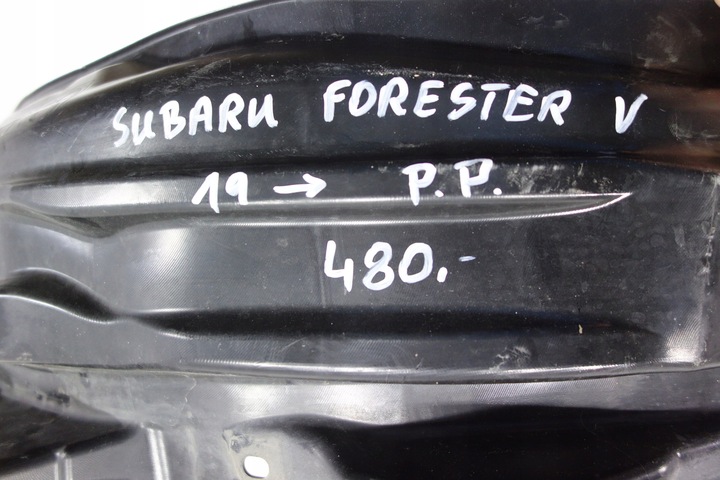 SUBARU FORESTER V
19 → P.P.
480.-